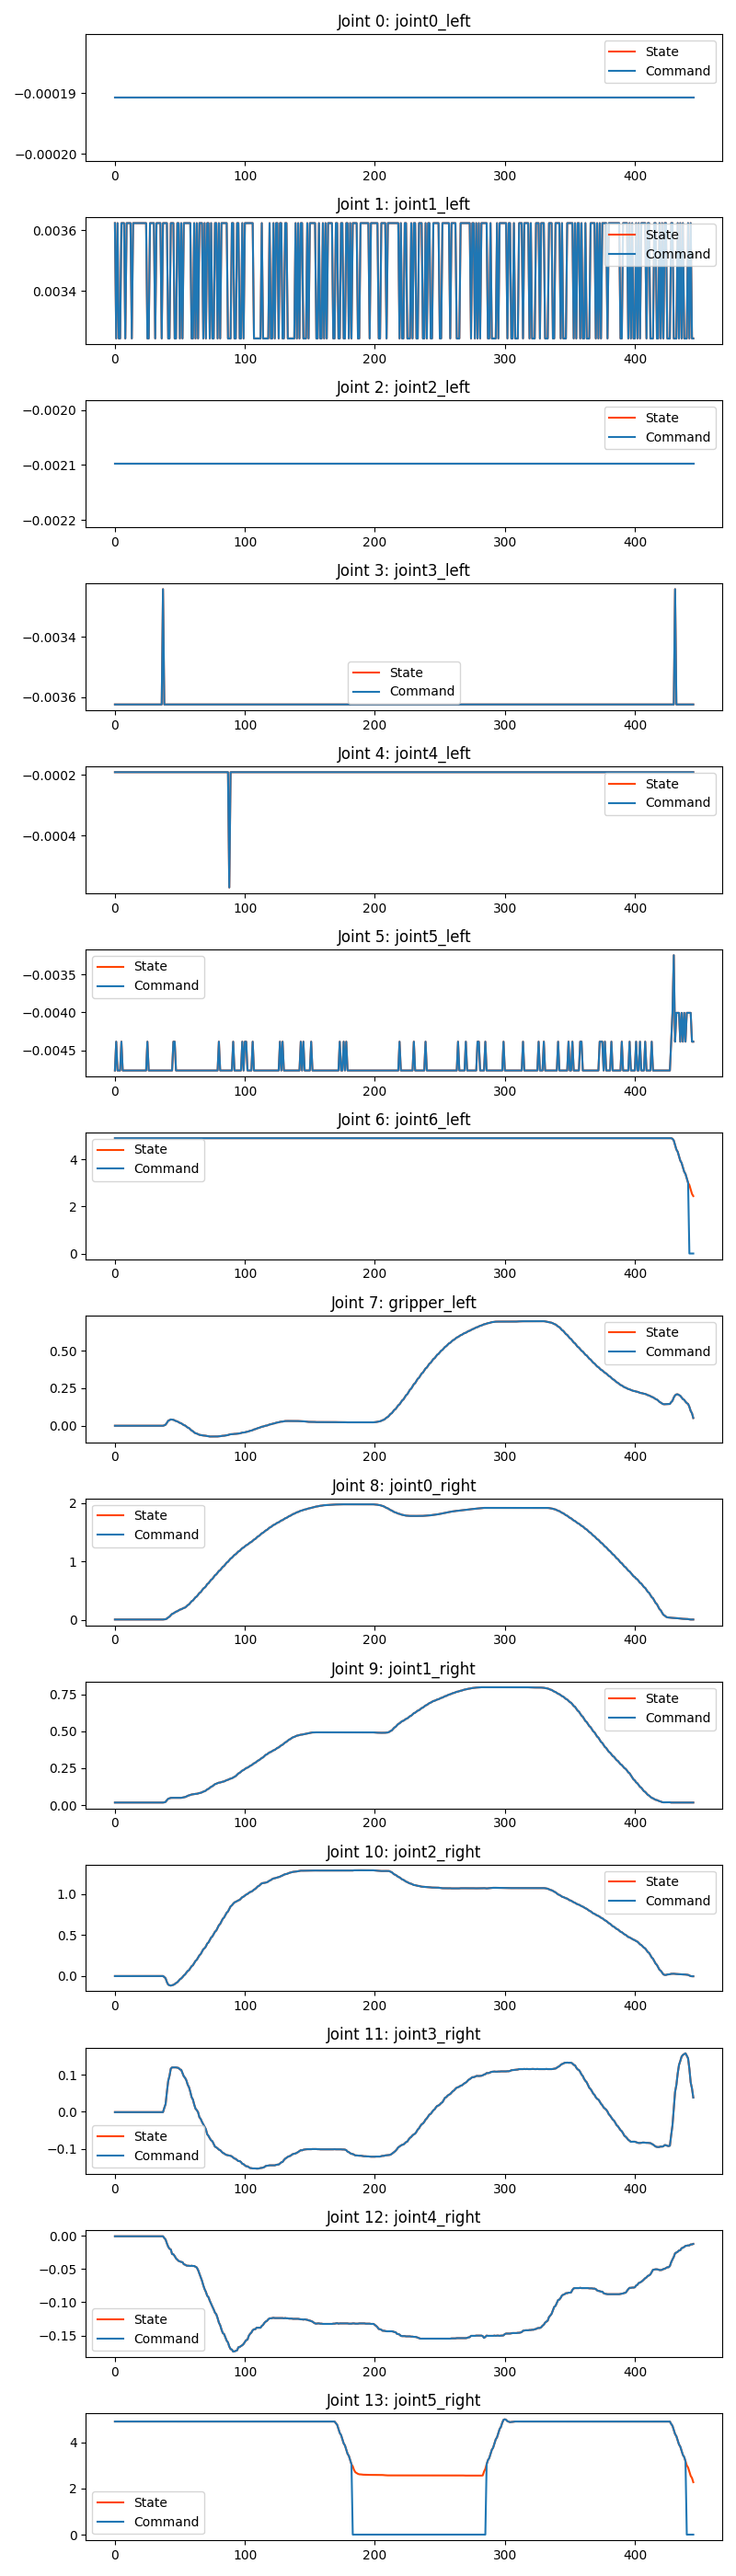 Joint 0: joint0_left
State
Command
−0.00019
−0.00020
0 100 200 300 400
Joint 1: joint1_left
0.0036
State
Command
0.0034
0 100 200 300 400
Joint 2: joint2_left
−0.0020
State
Command
−0.0021
−0.0022
0 100 200 300 400
Joint 3: joint3_left
−0.0034
State
Command
−0.0036
0 100 200 300 400
Joint 4: joint4_left
−0.0002
State
Command
−0.0004
0 100 200 300 400
Joint 5: joint5_left
State
−0.0035
Command
−0.0040
−0.0045
0 100 200 300 400
Joint 6: joint6_left
State
4
Command
2
0
0 100 200 300 400
Joint 7: gripper_left
State
0.50
Command
0.25
0.00
0 100 200 300 400
Joint 8: joint0_right
2
State
Command
1
0
0 100 200 300 400
Joint 9: joint1_right
0.75
State
Command
0.50
0.25
0.00
0 100 200 300 400
Joint 10: joint2_right
State
1.0
Command
0.5
0.0
0 100 200 300 400
Joint 11: joint3_right
0.1
0.0
State
−0.1
Command
0 100 200 300 400
Joint 12: joint4_right
0.00
−0.05
−0.10
State
−0.15
Command
0 100 200 300 400
Joint 13: joint5_right
4
2
State
Command
0
0 100 200 300 400